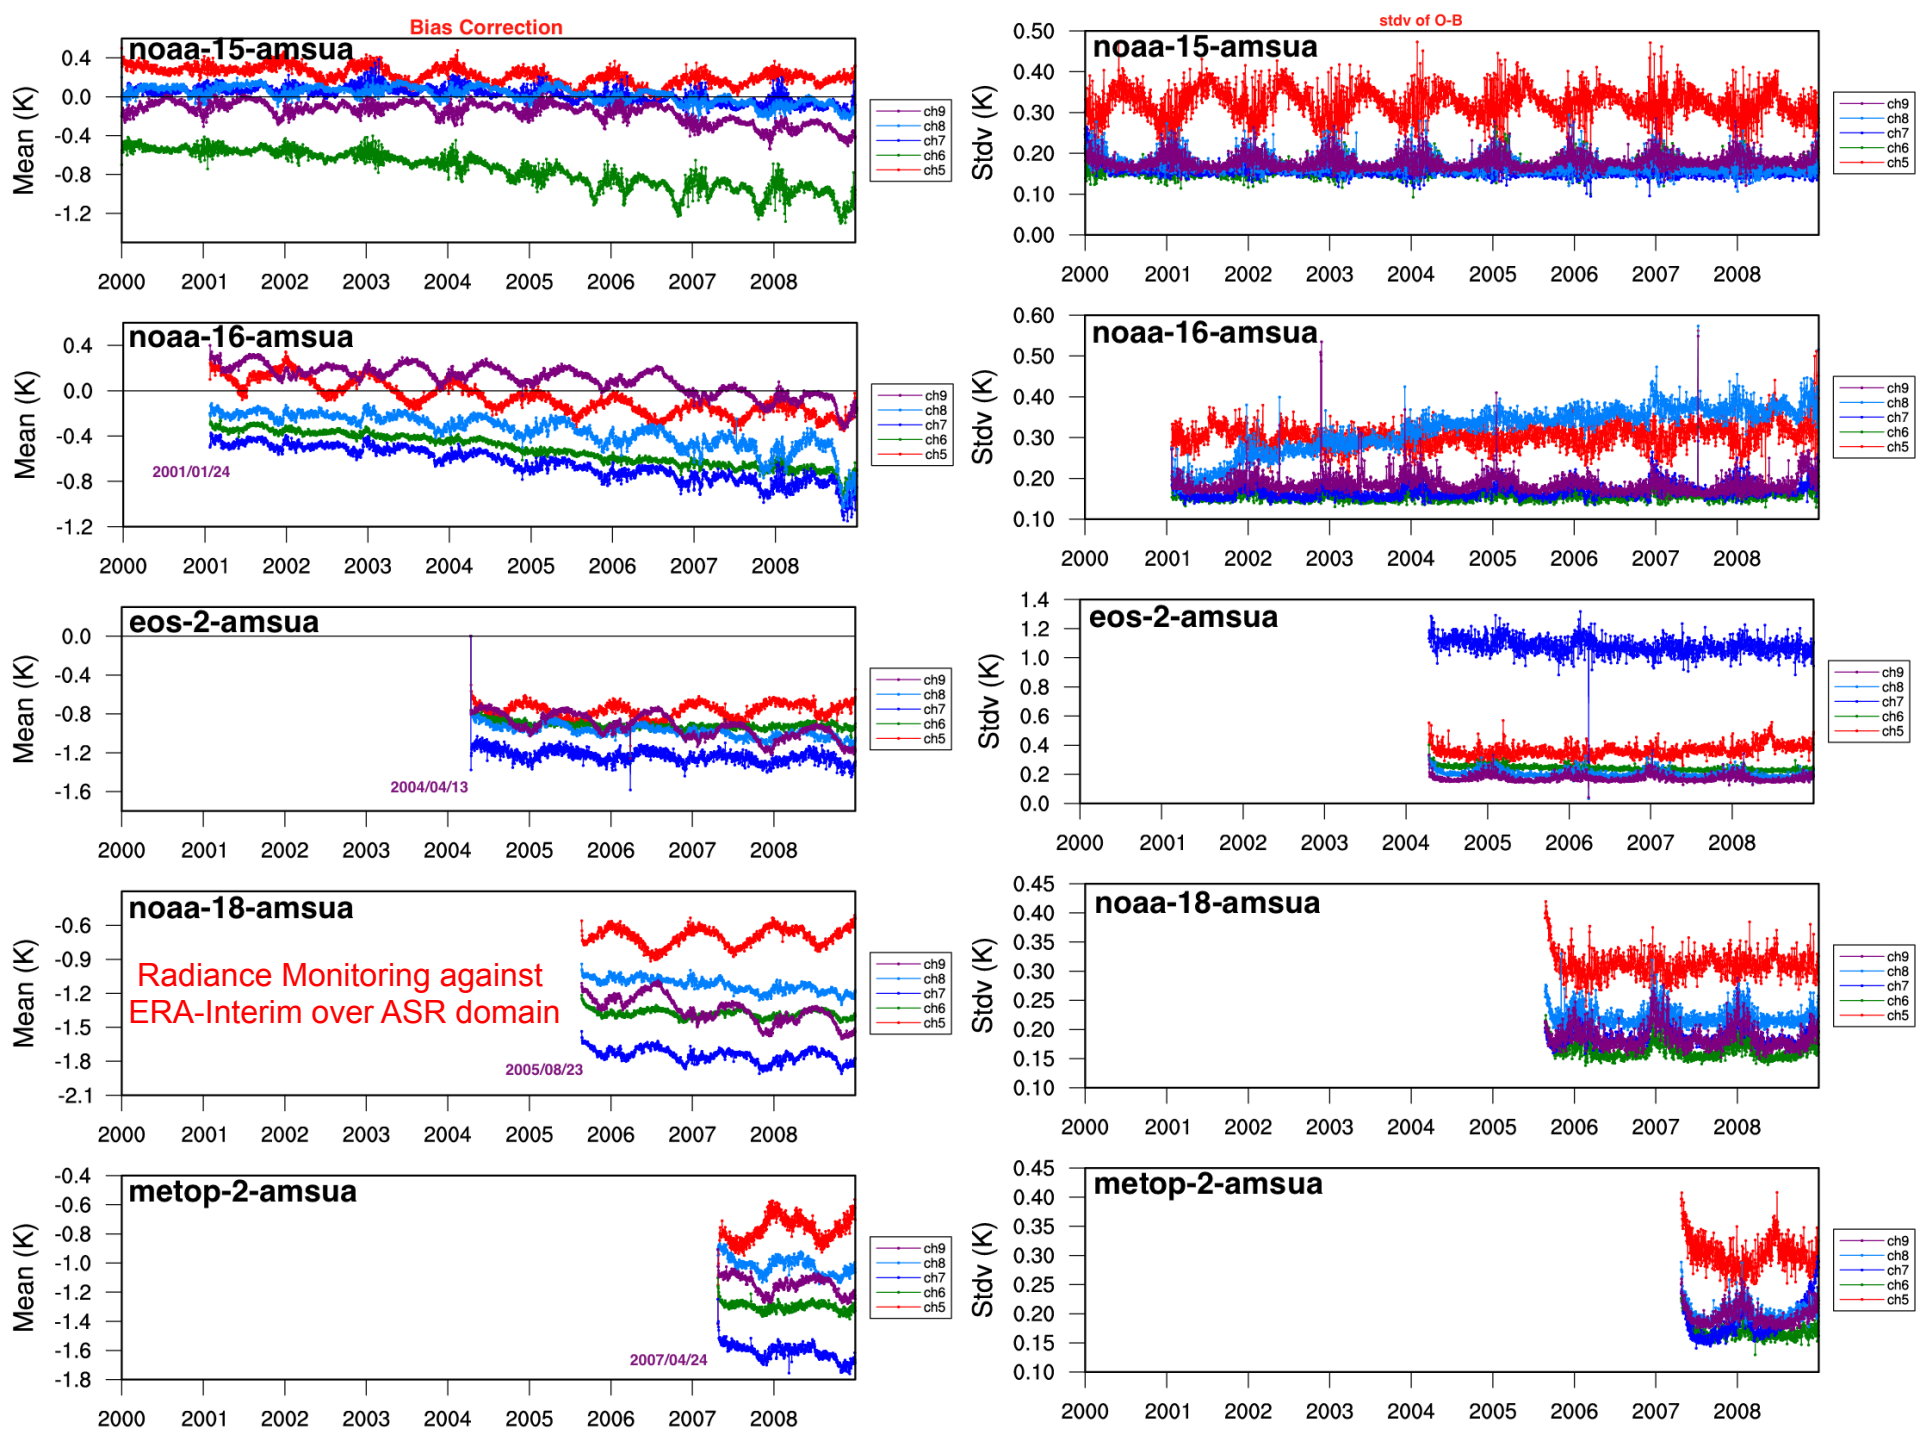 Bias Correction
noaa-15-amsua
Mean (K)
0.4
0.0
-0.4
-0.8
-1.2
2000 2001 2002 2003 2004 2005 2006 2007 2008
ch9
ch8
ch7
ch6
ch5
stdv of O-B
noaa-15-amsua
Stdv (K)
0.50
0.40
0.30
0.20
0.10
0.00
2000 2001 2002 2003 2004 2005 2006 2007 2008
ch9
ch8
ch7
ch6
ch5
noaa-16-amsua
Mean (K)
0.4
0.0
-0.4
-0.8
-1.2
2001/01/24
2000 2001 2002 2003 2004 2005 2006 2007 2008
ch9
ch8
ch7
ch6
ch5
noaa-16-amsua
Stdv (K)
0.60
0.50
0.40
0.30
0.20
0.10
2000 2001 2002 2003 2004 2005 2006 2007 2008
ch9
ch8
ch7
ch6
ch5
eos-2-amsua
Mean (K)
0.0
-0.4
-0.8
-1.2
-1.6
2004/04/13
2000 2001 2002 2003 2004 2005 2006 2007 2008
ch9
ch8
ch7
ch6
ch5
eos-2-amsua
Stdv (K)
1.4
1.2
1.0
0.8
0.6
0.4
0.2
0.0
2000 2001 2002 2003 2004 2005 2006 2007 2008
ch9
ch8
ch7
ch6
ch5
noaa-18-amsua
Mean (K)
-0.6
-0.9
-1.2
-1.5
-1.8
-2.1
Radiance Monitoring against
ERA-Interim over ASR domain
2005/08/23
2000 2001 2002 2003 2004 2005 2006 2007 2008
ch9
ch8
ch7
ch6
ch5
noaa-18-amsua
Stdv (K)
0.45
0.40
0.35
0.30
0.25
0.20
0.15
0.10
2000 2001 2002 2003 2004 2005 2006 2007 2008
ch9
ch8
ch7
ch6
ch5
metop-2-amsua
Mean (K)
-0.4
-0.6
-0.8
-1.0
-1.2
-1.4
-1.6
-1.8
2007/04/24
2000 2001 2002 2003 2004 2005 2006 2007 2008
ch9
ch8
ch7
ch6
ch5
metop-2-amsua
Stdv (K)
0.45
0.40
0.35
0.30
0.25
0.20
0.15
0.10
2000 2001 2002 2003 2004 2005 2006 2007 2008
ch9
ch8
ch7
ch6
ch5